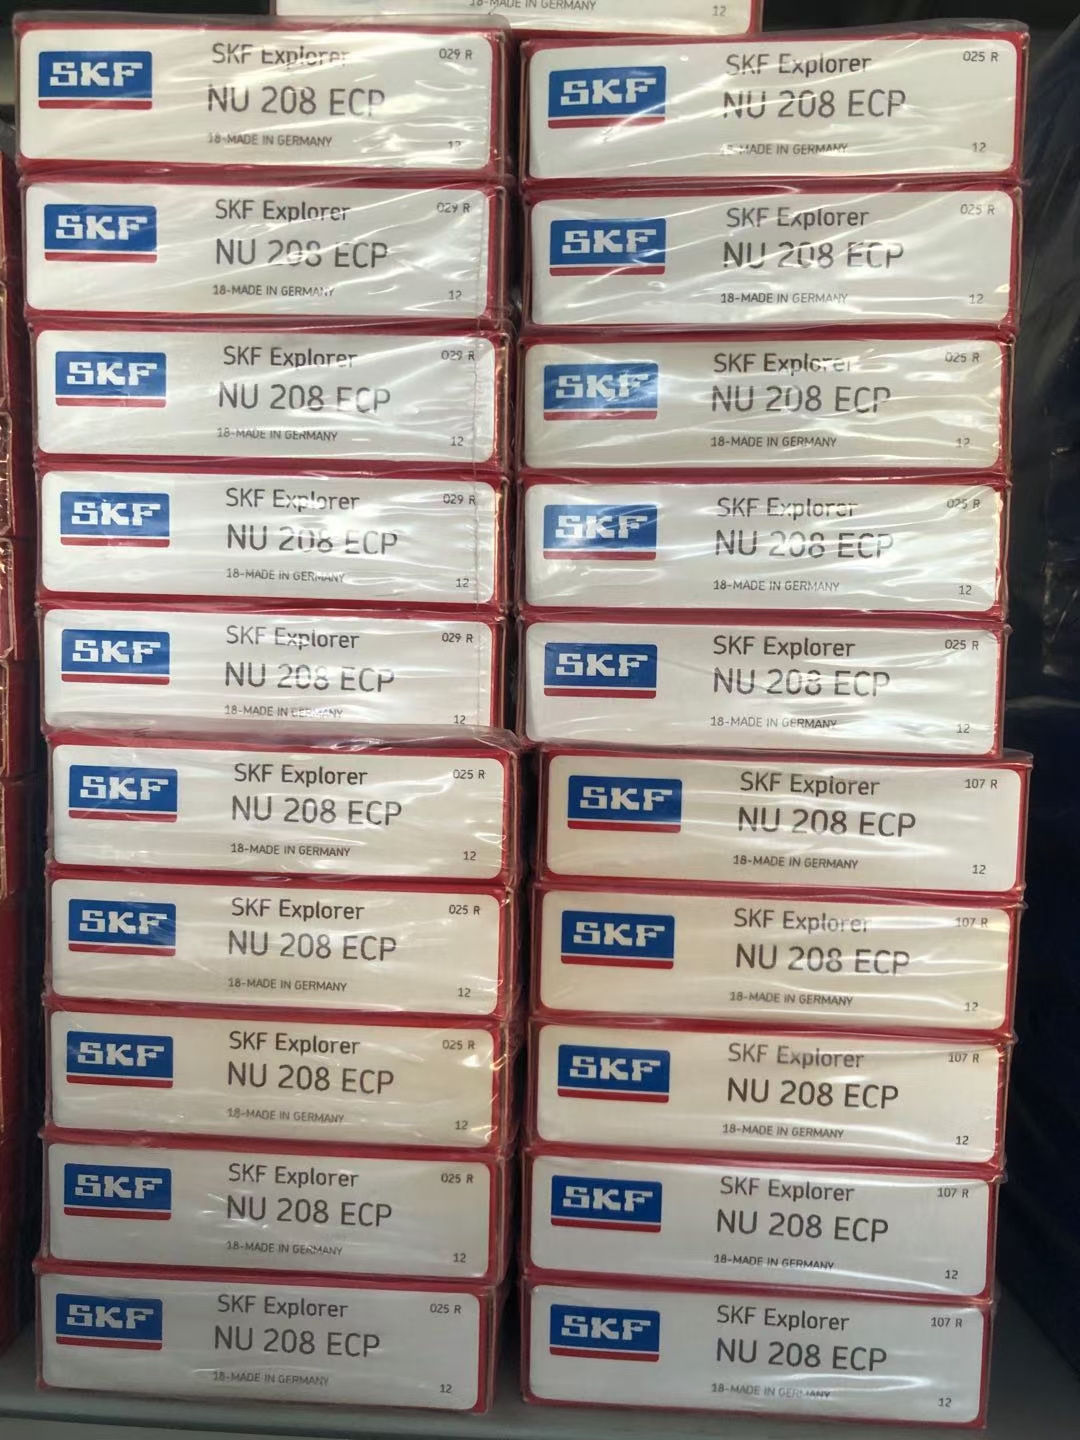 18-MADE IN GERMANY
12
SKF
SKF Explorer
029 R
NU 208 ECP
18-MADE IN GERMANY
12
SKF
SKF Explorer
029 R
NU 208 ECP
18-MADE IN GERMANY
12
SKF
SKF Explorer
029 R
NU 208 ECP
18-MADE IN GERMANY
12
SKF
SKF Explorer
029 R
NU 208 ECP
18-MADE IN GERMANY
12
SKF
SKF Explorer
029 R
NU 208 ECP
18-MADE IN GERMANY
12
SKF
SKF Explorer
025 R
NU 208 ECP
18-MADE IN GERMANY
12
SKF
SKF Explorer
025 R
NU 208 ECP
18-MADE IN GERMANY
12
SKF
SKF Explorer
025 R
NU 208 ECP
18-MADE IN GERMANY
12
SKF
SKF Explorer
025 R
NU 208 ECP
18-MADE IN GERMANY
12
SKF
SKF Explorer
025 R
NU 208 ECP
18-MADE IN GERMANY
12
SKF
SKF Explorer
025 R
NU 208 ECP
18-MADE IN GERMANY
12
SKF
SKF Explorer
025 R
NU 208 ECP
18-MADE IN GERMANY
12
SKF
SKF Explorer
025 R
NU 208 ECP
18-MADE IN GERMANY
12
SKF
SKF Explorer
025 R
NU 208 ECP
18-MADE IN GERMANY
12
SKF
SKF Explorer
025 R
NU 208 ECP
18-MADE IN GERMANY
12
SKF
SKF Explorer
107 R
NU 208 ECP
18-MADE IN GERMANY
12
SKF
SKF Explorer
107 R
NU 208 ECP
18-MADE IN GERMANY
12
SKF
SKF Explorer
107 R
NU 208 ECP
18-MADE IN GERMANY
12
SKF
SKF Explorer
107 R
NU 208 ECP
18-MADE IN GERMANY
12
SKF
SKF Explorer
107 R
NU 208 ECP
18-MADE IN GERMANY
12